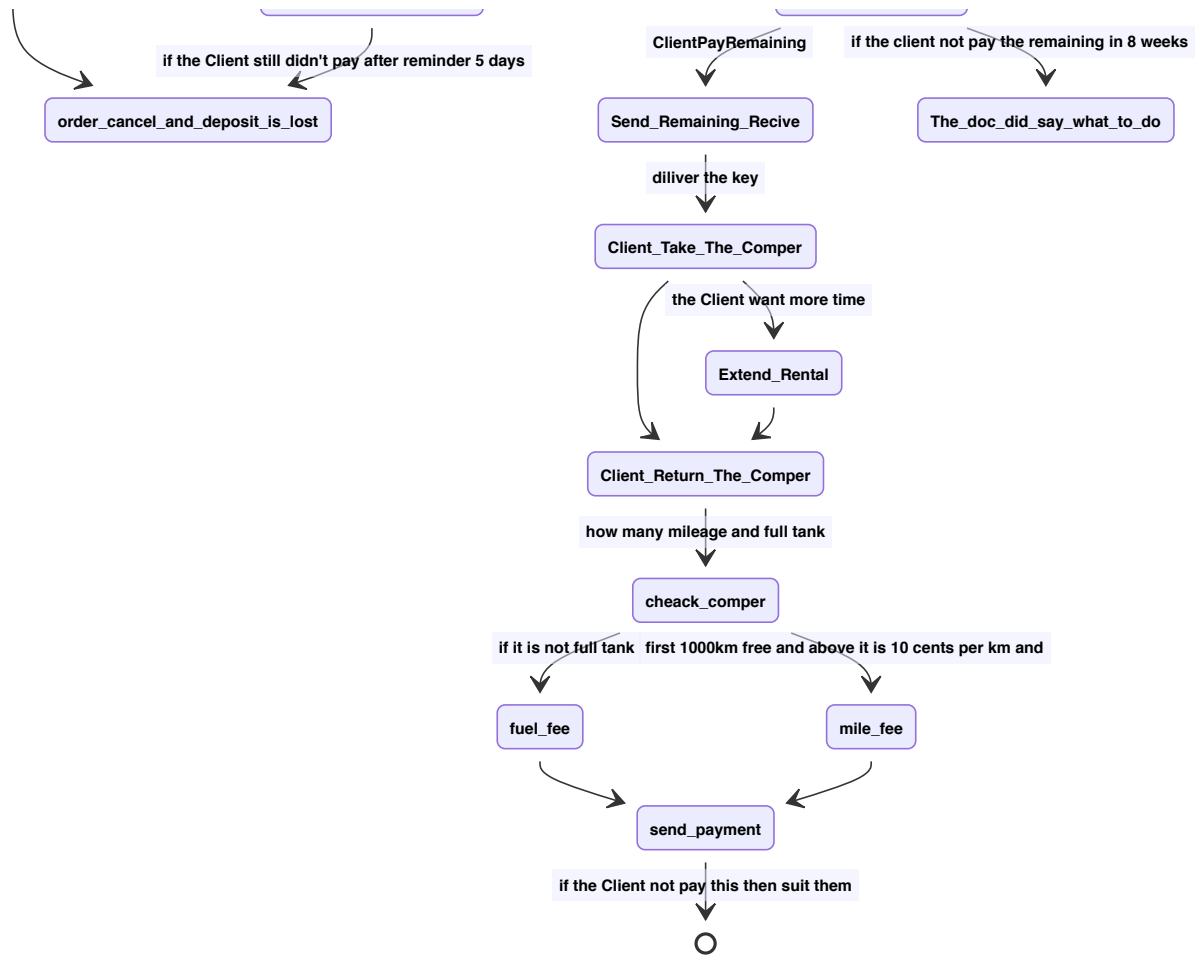 ClientPayRemaining
if the client not pay the remaining in 8 weeks
if the Client still didn't pay after reminder 5 days
order_cancel_and_deposit_is_lost
Send_Remaining_Recive
The_doc_did_say_what_to_do
diliver the key
Client_Take_The_Comper
the Client want more time
Extend_Rental
Client_Return_The_Comper
how many mileage and full tank
cheack_comper
if it is not full tank
first 1000km free and above it is 10 cents per km and
fuel_fee
mile_fee
send_payment
if the Client not pay this then suit them